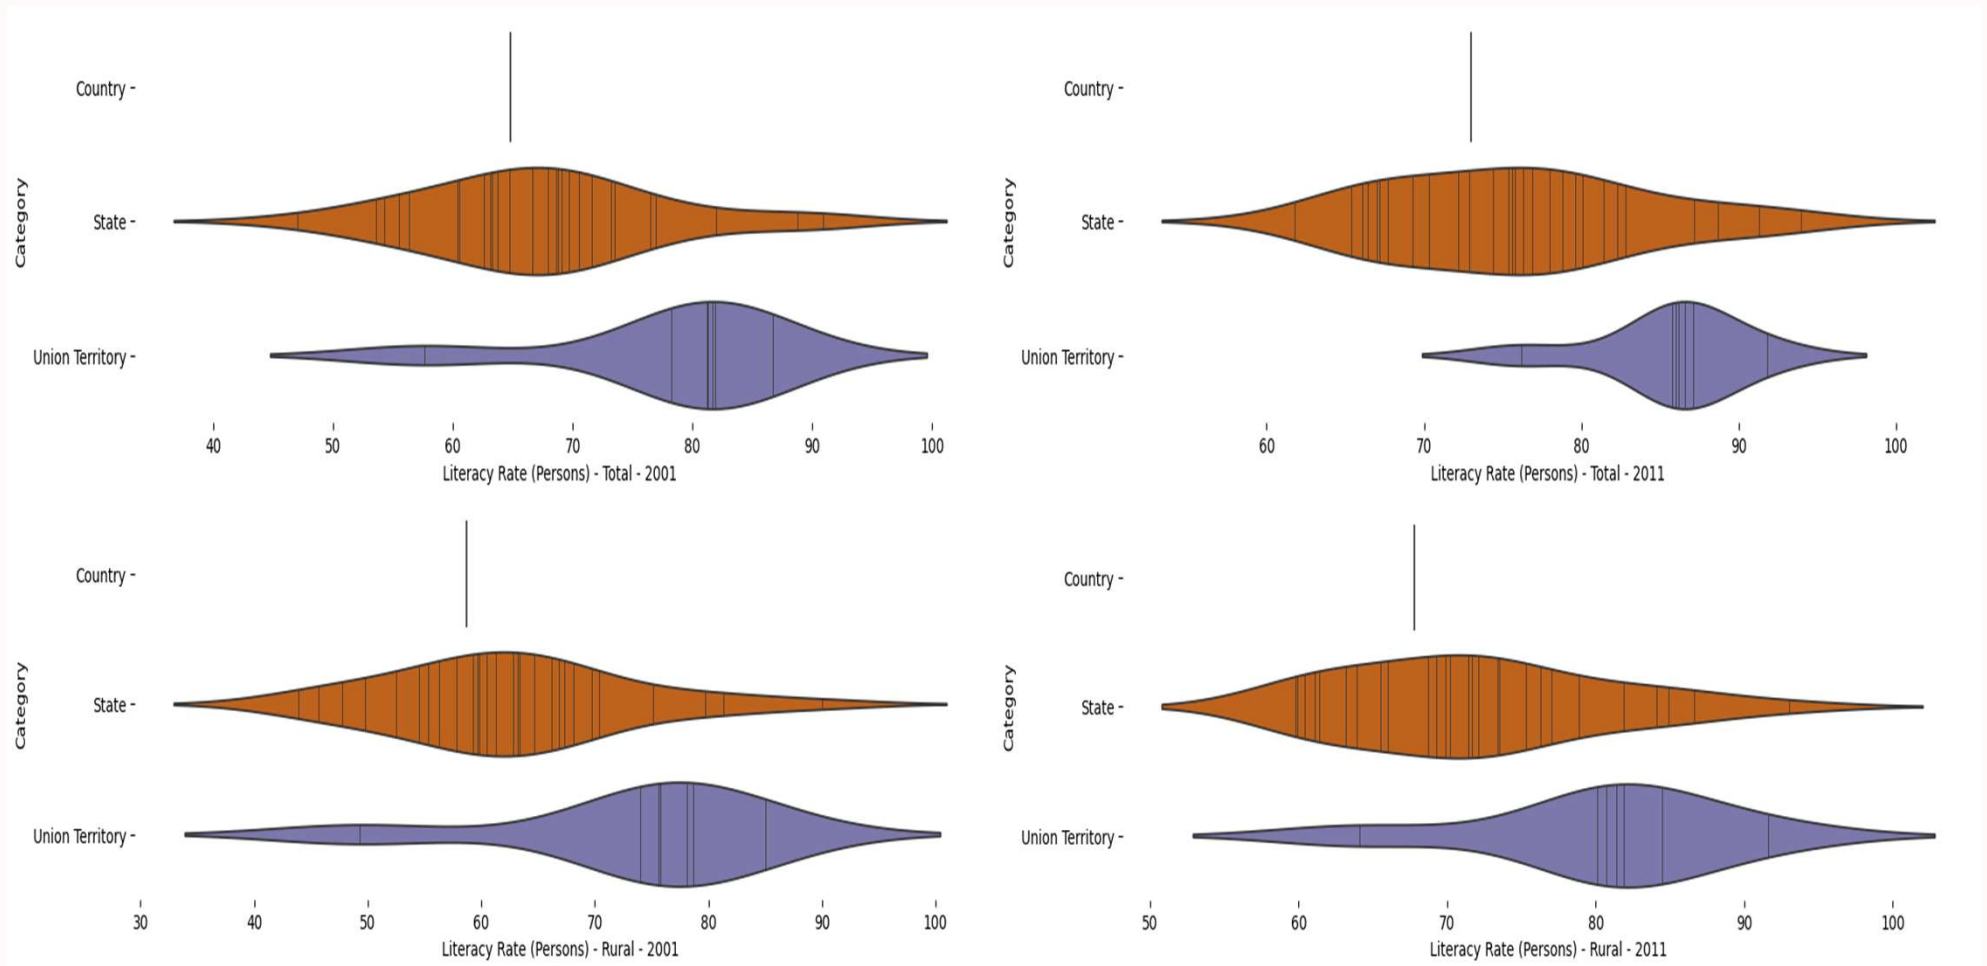 Country
State
Union Territory
Category
40 50 60 70 80 90 100
Literacy Rate (Persons) - Total - 2001
Country
State
Union Territory
Category
60 70 80 90 100
Literacy Rate (Persons) - Total - 2011
Country
State
Union Territory
Category
30 40 50 60 70 80 90 100
Literacy Rate (Persons) - Rural - 2001
Country
State
Union Territory
Category
50 60 70 80 90 100
Literacy Rate (Persons) - Rural - 2011